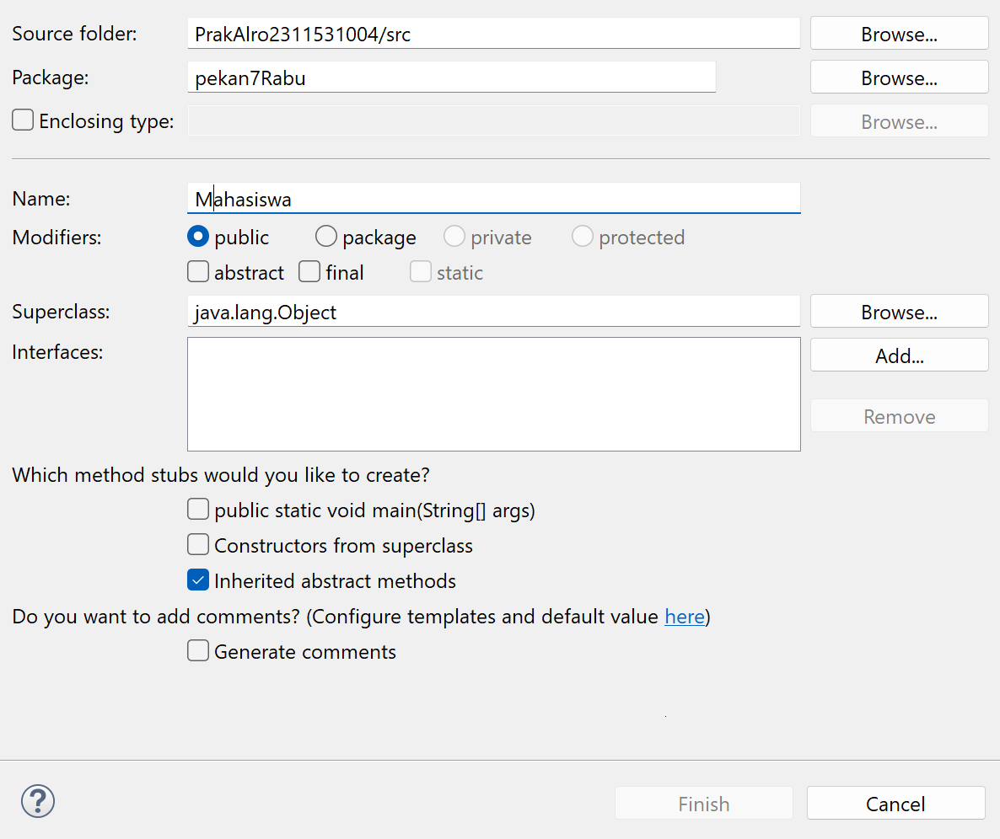 Source folder: PrakAlro2311531004/src Browse...
Package: pekan7Rabu Browse...
Enclosing type: Browse...
Name: Mahasiswa
Modifiers: public package private protected
abstract final static
Superclass: java.lang.Object Browse...
Interfaces: Add...
Remove
Which method stubs would you like to create?
public static void main(String[] args)
Constructors from superclass
Inherited abstract methods
Do you want to add comments? (Configure templates and default value here)
Generate comments
? Finish Cancel